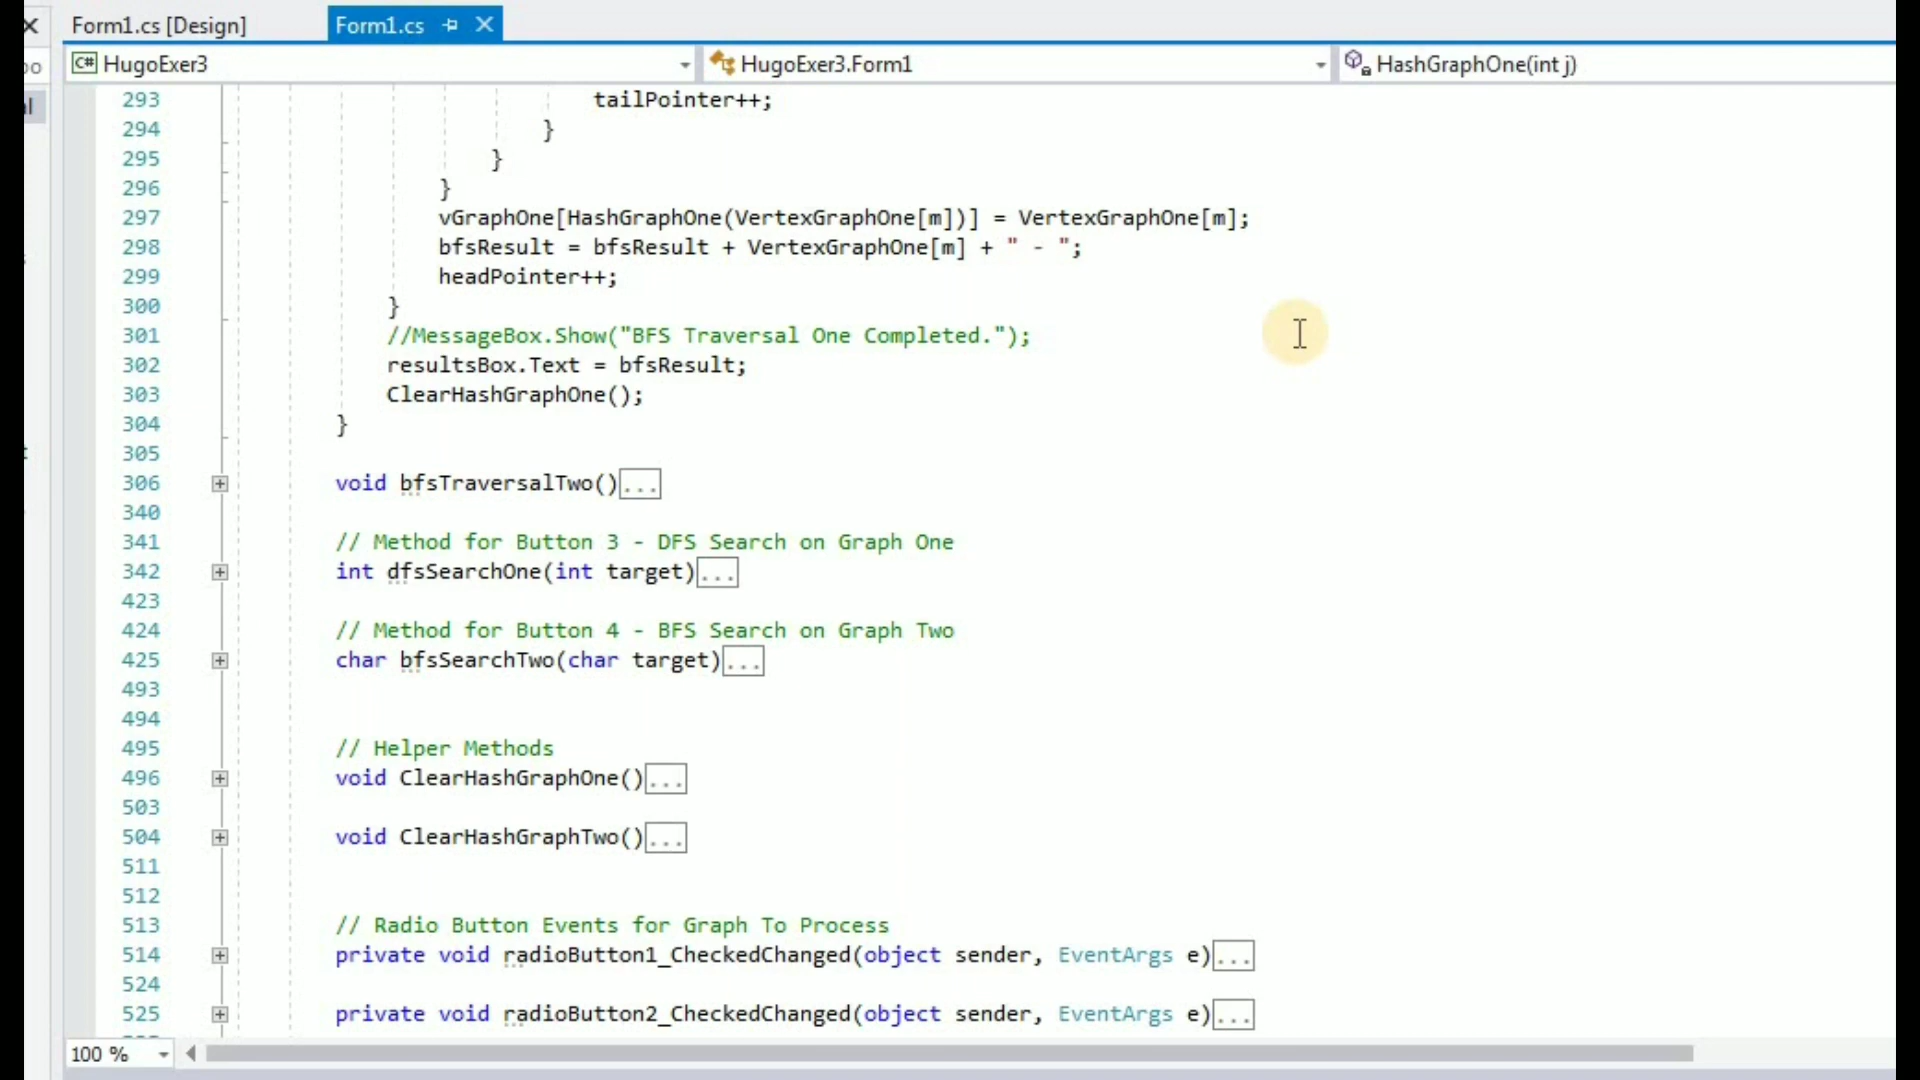 Form1.cs [Design]
Form1.cs
C# HugoExer3
HugoExer3.Form1
HashGraphOne(int j)
293 tailPointer++;
294 }
295 }
296 }
297 vGraphOne[HashGraphOne(VertexGraphOne[m])] = VertexGraphOne[m];
298 bfsResult = bfsResult + VertexGraphOne[m] + " - ";
299 headPointer++;
300 }
301 //MessageBox.Show("BFS Traversal One Completed.");
302 resultsBox.Text = bfsResult;
303 ClearHashGraphOne();
304 }
305
306 void bfsTraversalTwo()...
340
341 // Method for Button 3 - DFS Search on Graph One
342 int dfsSearchOne(int target)...
423
424 // Method for Button 4 - BFS Search on Graph Two
425 char bfsSearchTwo(char target)...
493
494
495 // Helper Methods
496 void ClearHashGraphOne()...
503
504 void ClearHashGraphTwo()...
511
512
513 // Radio Button Events for Graph To Process
514 private void radioButton1_CheckedChanged(object sender, EventArgs e)...
524
525 private void radioButton2_CheckedChanged(object sender, EventArgs e)...
100 %